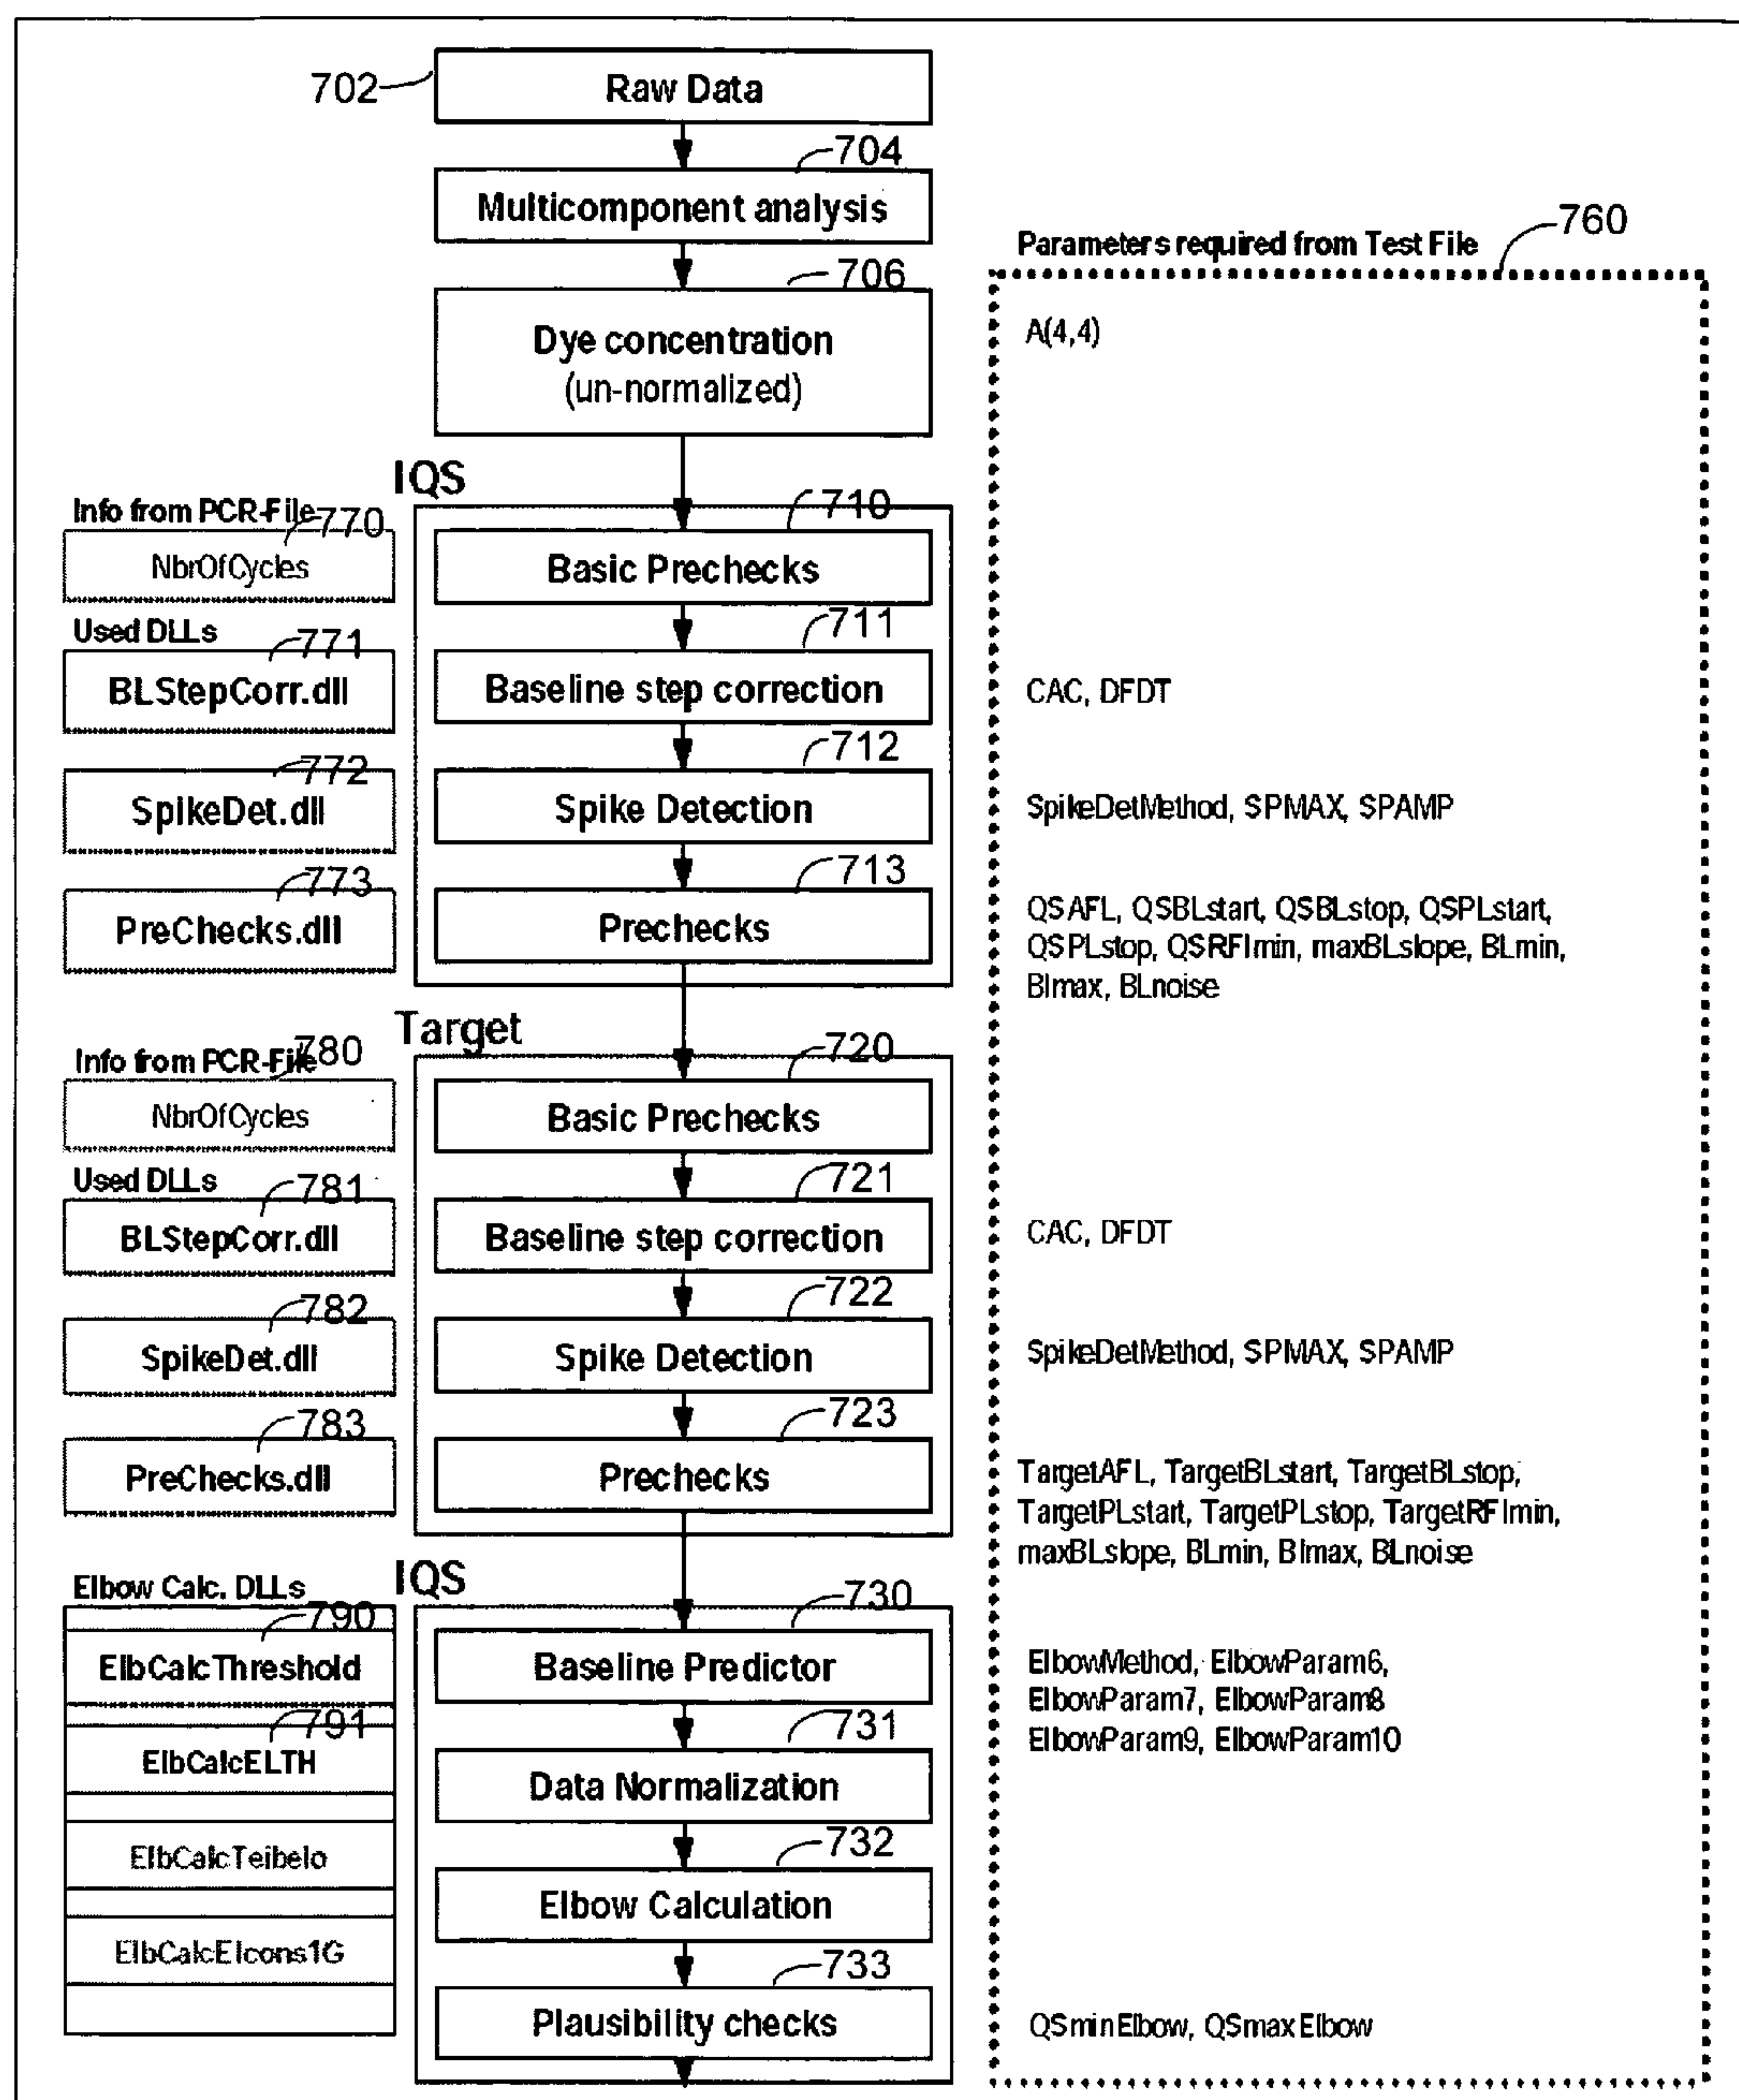 702
Raw Data
704
Multicomponent analysis
706
Dye concentration
(un-normalized)
Parameters required from Test File
760
A(4,4)
IQS
Info from PCR-File
770
NbrOfCycles
710
Basic Prechecks
Used DLLs
771
BLStepCorr.dll
711
Baseline step correction
CAC, DFDT
772
SpikeDet.dll
712
Spike Detection
SpikeDetMethod, SPMAX, SPAMP
773
PreChecks.dll
713
Prechecks
QSAFL, QSBLstart, QSBLstop, QSPLstart,
QSPLstop, QSRFImin, maxBLslope, BLmin,
Blmax, BLnoise
Target
Info from PCR-File
780
NbrOfCycles
720
Basic Prechecks
Used DLLs
781
BLStepCorr.dll
721
Baseline step correction
CAC, DFDT
782
SpikeDet.dll
722
Spike Detection
SpikeDetMethod, SPMAX, SPAMP
783
PreChecks.dll
723
Prechecks
TargetAFL, TargetBLstart, TargetBLstop,
TargetPLstart, TargetPLstop, TargetRFImin,
maxBLslope, BLmin, Blmax, BLnoise
IQS
Elbow Calc. DLLs
790
ElbCalcThreshold
791
ElbCalcELTH
ElbCalcTeibelo
ElbCalcElcons1G
730
Baseline Predictor
ElbowMethod, ElbowParam6,
ElbowParam7, ElbowParam8
ElbowParam9, ElbowParam10
731
Data Normalization
732
Elbow Calculation
733
Plausibility checks
QSminElbow, QSmaxElbow